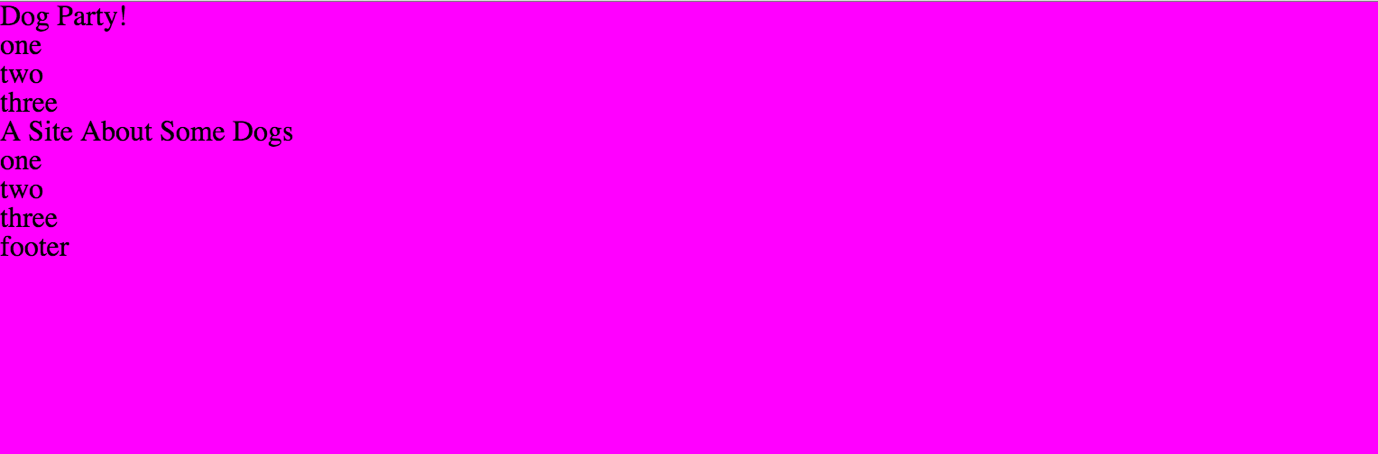 Dog Party!
one
two
three
A Site About Some Dogs
one
two
three
footer